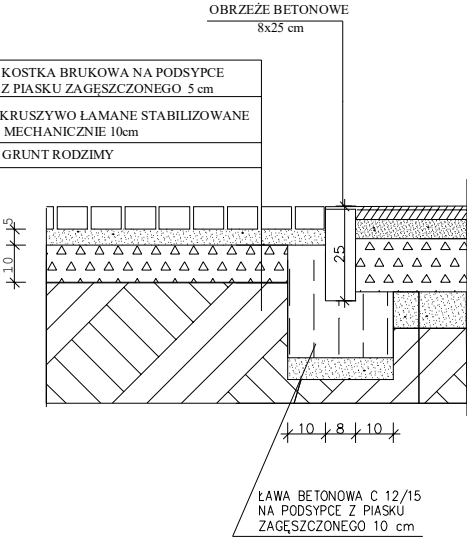 OBRZEŻE BETONOWE
8x25 cm
KOSTKA BRUKOWA NA PODSYPCE
Z PIASKU ZAGĘSZCZONEGO 5 cm
KRUSZYWO ŁAMANE STABILIZOWANE
MECHANICZNIE 10cm
GRUNT RODZIMY
5
10
25
10 8 10
ŁAWA BETONOWA C 12/15
NA PODSYPCE Z PIASKU
ZAGĘSZCZONEGO 10 cm